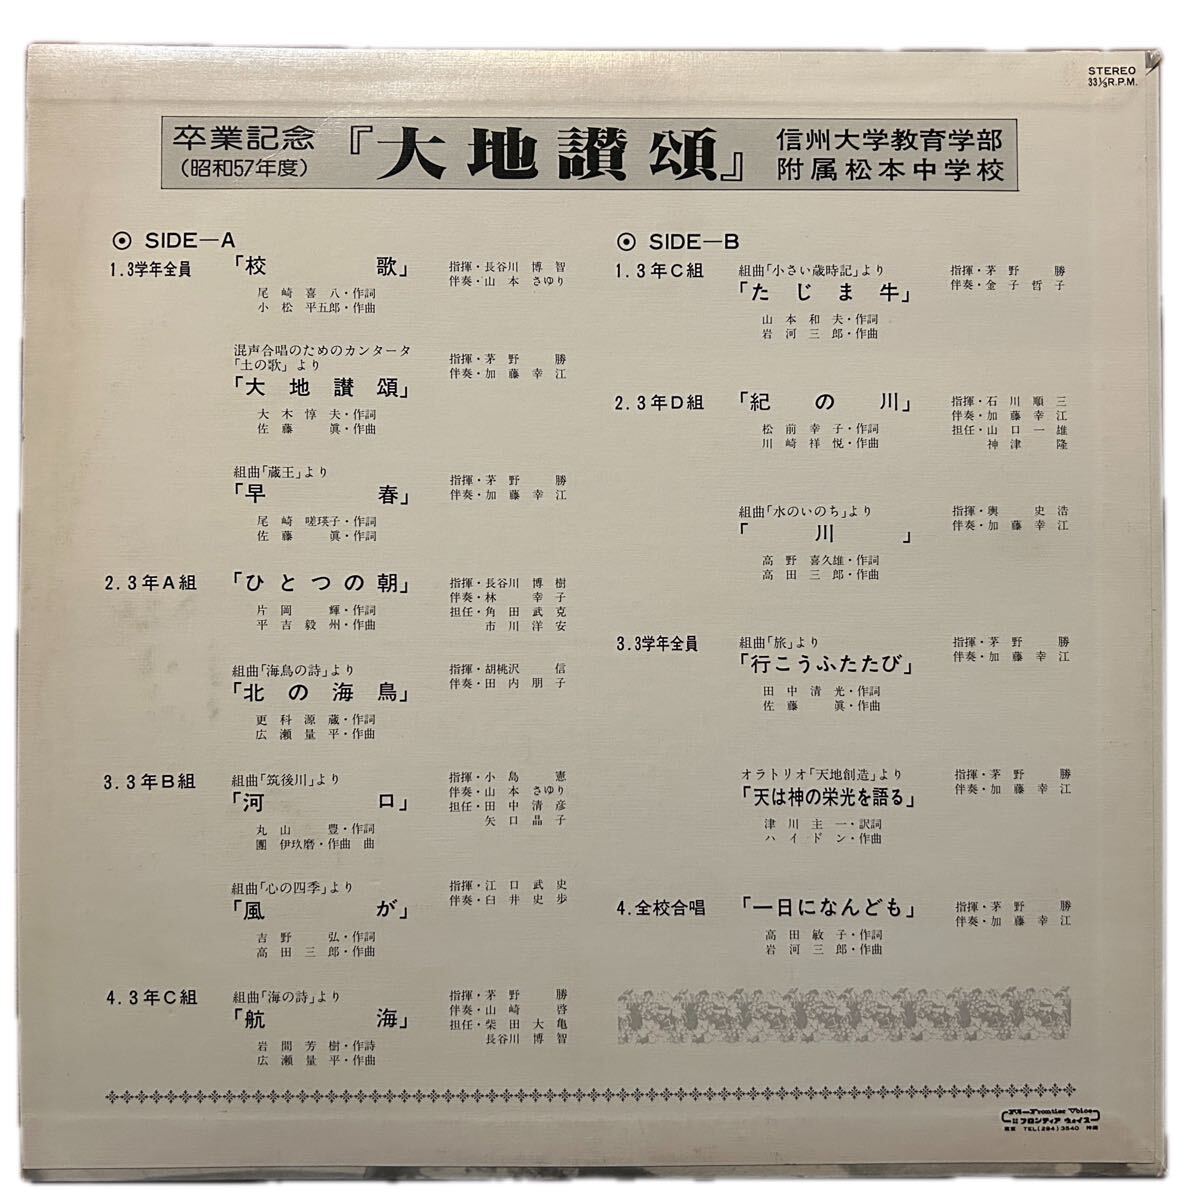 STEREO
33⅓R.P.M.
卒業記念
(昭和57年度)
『大地讃頌』
信州大学教育学部
附属松本中学校
SIDE—A
1.3学年全員
「校歌」
尾崎喜八・作詞
小松平五郎・作曲
指揮・長谷川博智
伴奏・山本さゆり
混声合唱のためのカンタータ
「土の歌」より
「大地讃頌」
大木惇夫・作詞
佐藤眞・作曲
指揮・茅野勝
伴奏・加藤幸江
組曲「蔵王」より
「早春」
尾崎嗟瑛子・作詞
佐藤眞・作詞
指揮・茅野勝
伴奏・加藤幸江
2.3年A組
「ひとつの朝」
片岡輝・作詞
平吉毅州・作曲
指揮・長谷川博樹
伴奏・林幸子
担任・角田武克
市川洋安
組曲「海鳥の詩」より
「北の海鳥」
更科源蔵・作詞
広瀬量平・作曲
指揮・胡桃沢信
伴奏・田内朋子
3.3年B組
組曲「筑後川」より
「河口」
丸山豊・作詞
團伊玖磨・作曲曲
指揮・小島憲
伴奏・山本さゆり
担任・田中清彦
矢口晶子
組曲「心の四季」より
「風が」
吉野弘・作詞
高田三郎・作曲
指揮・江口武史
伴奏・臼井史歩
4.3年C組
組曲「海の詩」より
「航海」
岩間芳樹・作詩
広瀬量平・作曲
指揮・茅野勝
伴奏・山崎啓
担任・柴田大亀
長谷川博智
SIDE—B
1.3年C組
組曲「小さい歳時記」より
「たじま牛」
山本和夫・作詞
岩河三郎・作曲
指揮・茅野勝
伴奏・金子哲子
2.3年D組
「紀の川」
松前幸子・作詞
川崎祥悦・作曲
指揮・石川順三
伴奏・加藤幸江
担任・山口一雄
神津隆
組曲「水のいのち」より
「川」
高野喜久雄・作詞
高田三郎・作曲
指揮・輿史浩
伴奏・加藤幸江
3.3学年全員
組曲「旅」より
「行こうふたたび」
田中清光・作詞
佐藤眞・作曲
指揮・茅野勝
伴奏・加藤幸江
オラトリオ「天地創造」より
「天は神の栄光を語る」
津川主一・訳詞
ハイドン・作曲
指揮・茅野勝
伴奏・加藤幸江
4.全校合唱
「一日になんども」
高田敏子・作詞
岩河三郎・作曲
指揮・茅野勝
伴奏・加藤幸江
Frontier Voice
フロンティア ヴォイス
TEL(294)3540